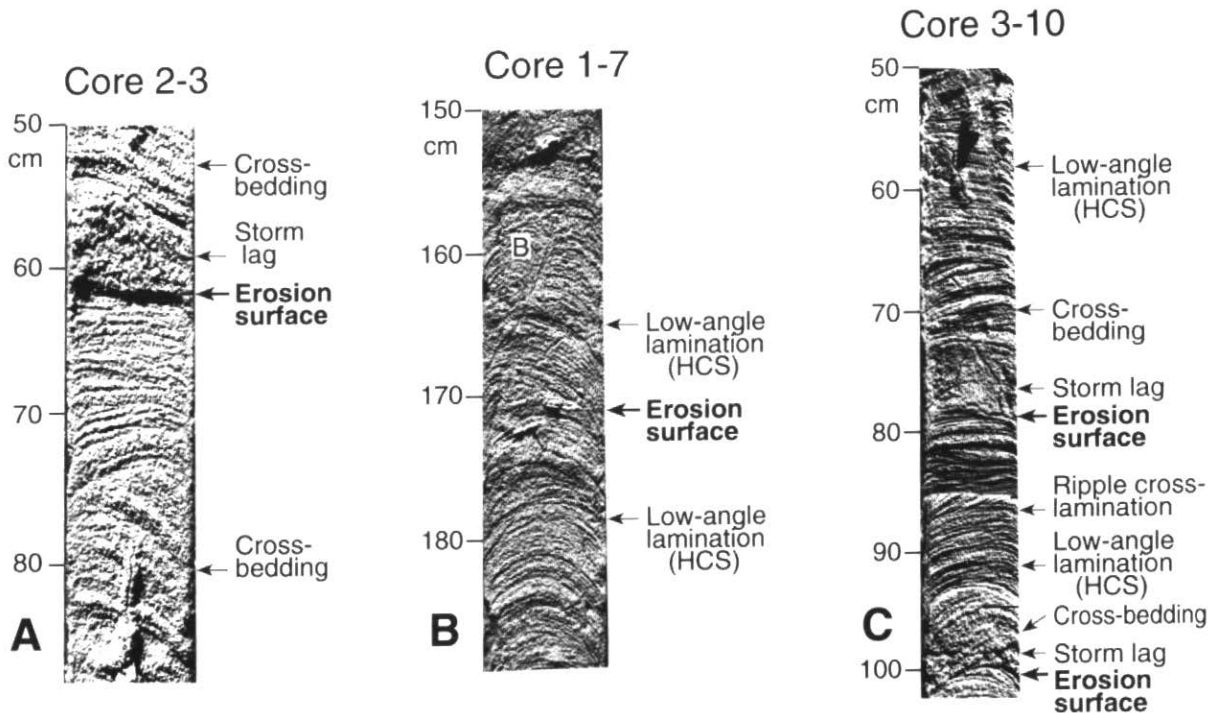 Core 2-3
50
cm
60
70
80
Cross-
bedding
Storm
lag
Erosion
surface
Cross-
bedding
A
Core 1-7
150
cm
160
170
180
B
Low-angle
lamination
(HCS)
Erosion
surface
Low-angle
lamination
(HCS)
B
Core 3-10
50
cm
60
70
80
90
100
Low-angle
lamination
(HCS)
Cross-
bedding
Storm lag
Erosion
surface
Ripple cross-
lamination
Low-angle
lamination
(HCS)
Cross-bedding
Storm lag
Erosion
surface
C